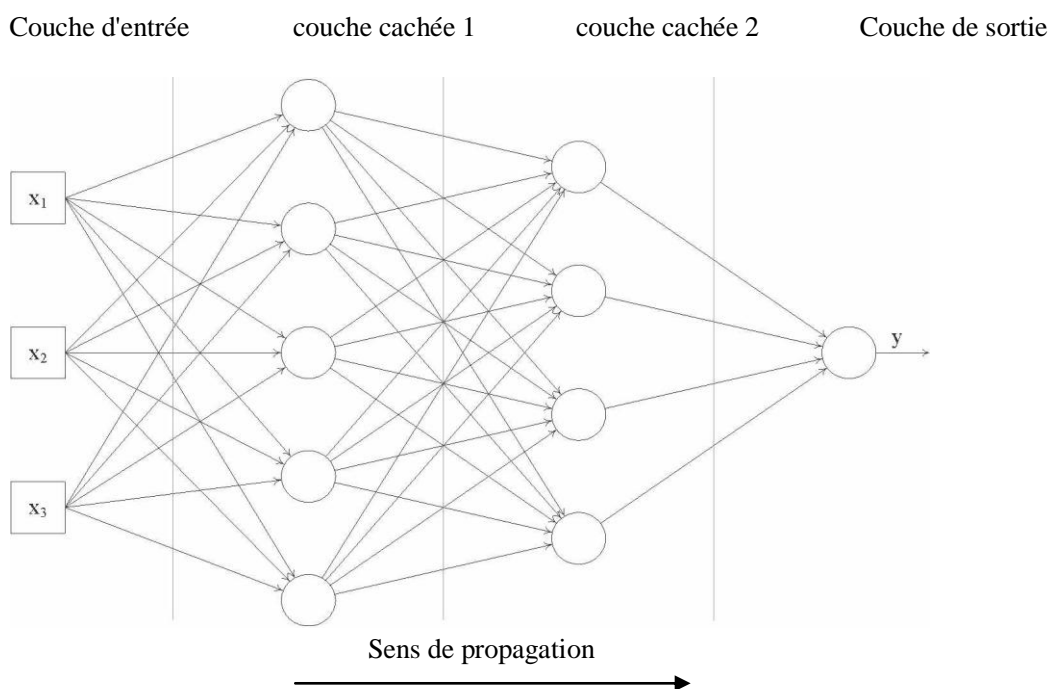 Couche d'entrée couche cachée 1 couche cachée 2 Couche de sortie
x₁
x₂
y
x₃
Sens de propagation